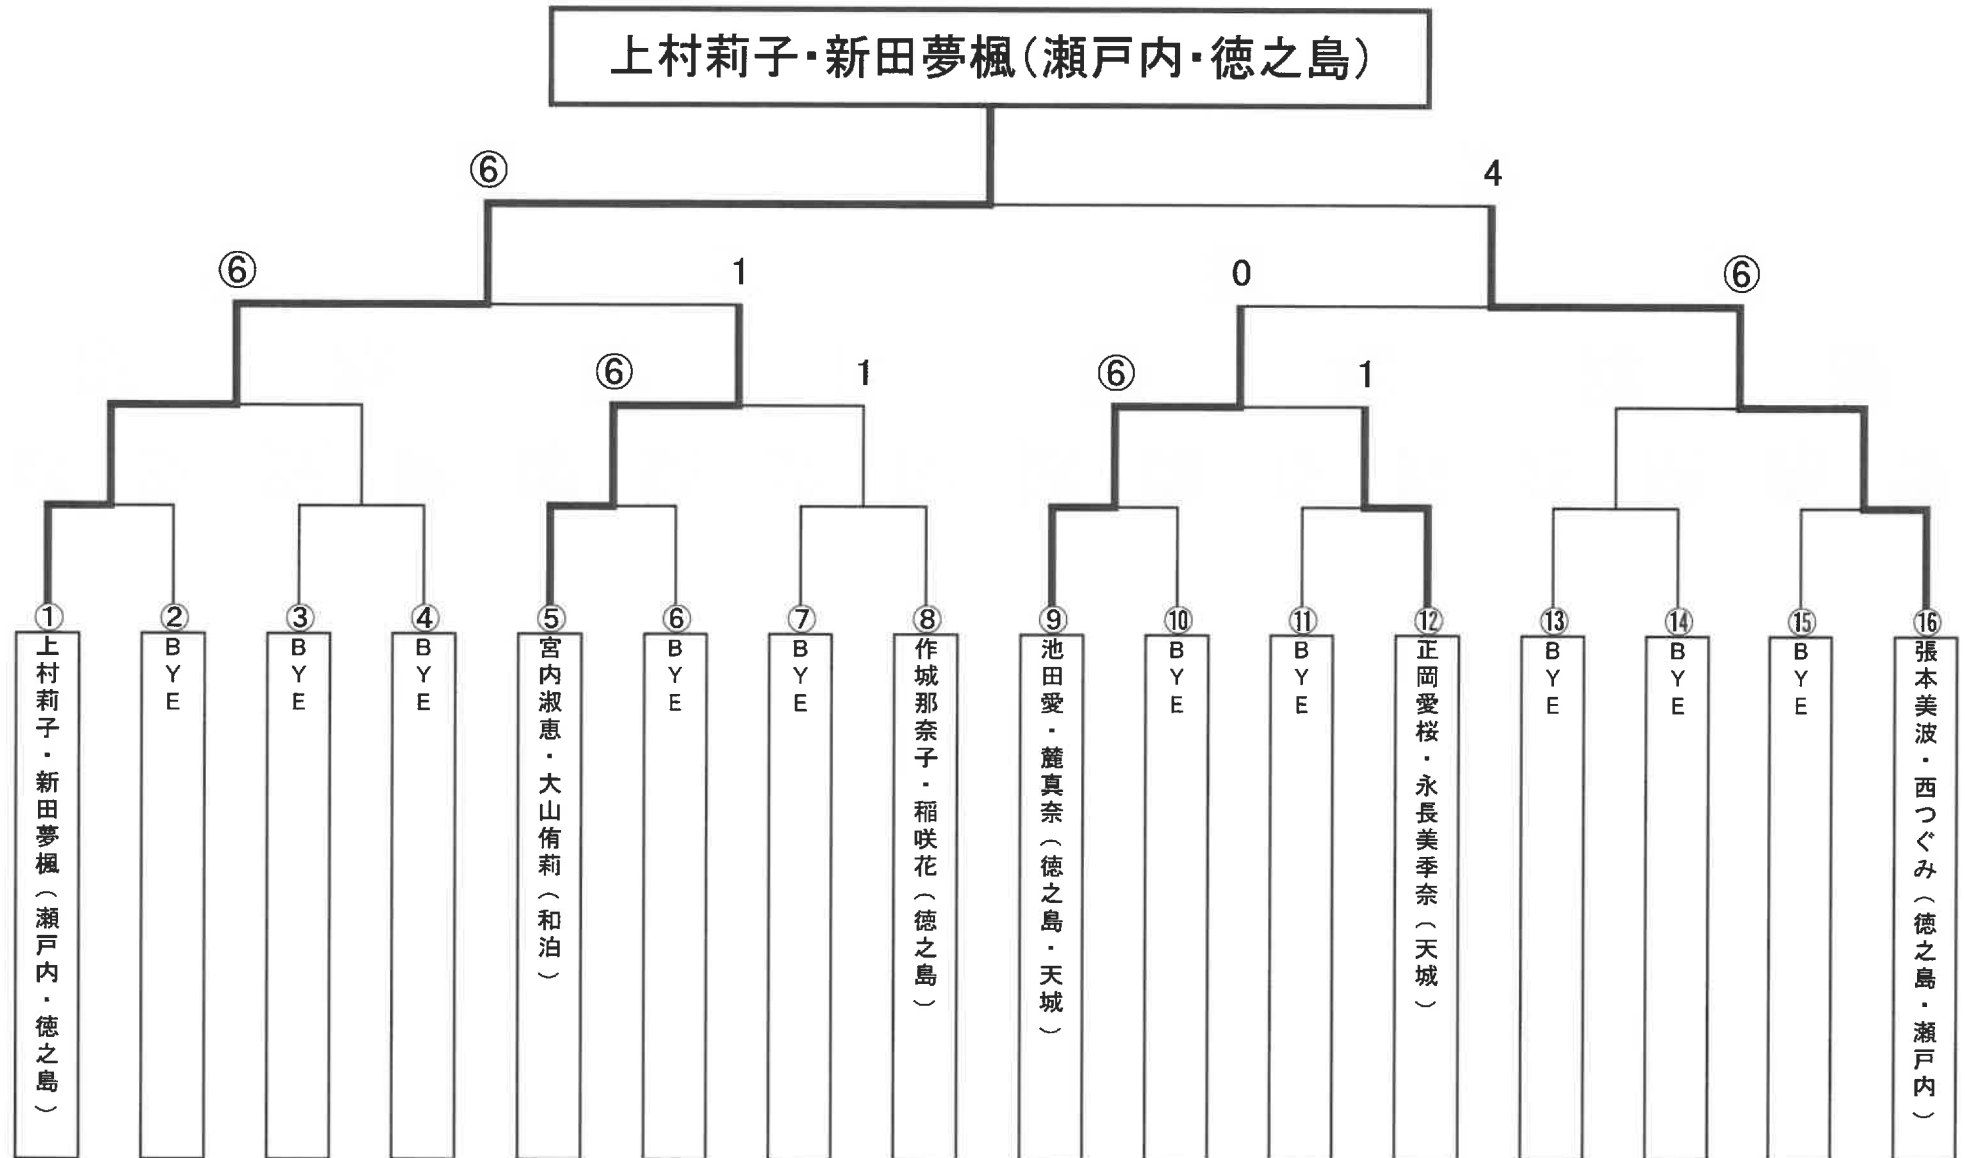 上村莉子・新田夢楓(瀬戸内・徳之島)
⑥
4
⑥
1
0
⑥
⑥
1
⑥
1
①
②
③
④
⑤
⑥
⑦
⑧
⑨
⑩
⑪
⑫
⑬
⑭
⑮
⑯
上村莉子・新田夢楓(瀬戸内・徳之島)
BYE
BYE
BYE
宮内淑恵・大山侑莉(和泊)
BYE
BYE
作城那奈子・稲咲花(徳之島)
池田愛・麓真奈(徳之島・天城)
BYE
BYE
正岡愛桜・永長美季奈(天城)
BYE
BYE
BYE
張本美波・西つぐみ(徳之島・瀬戸内)